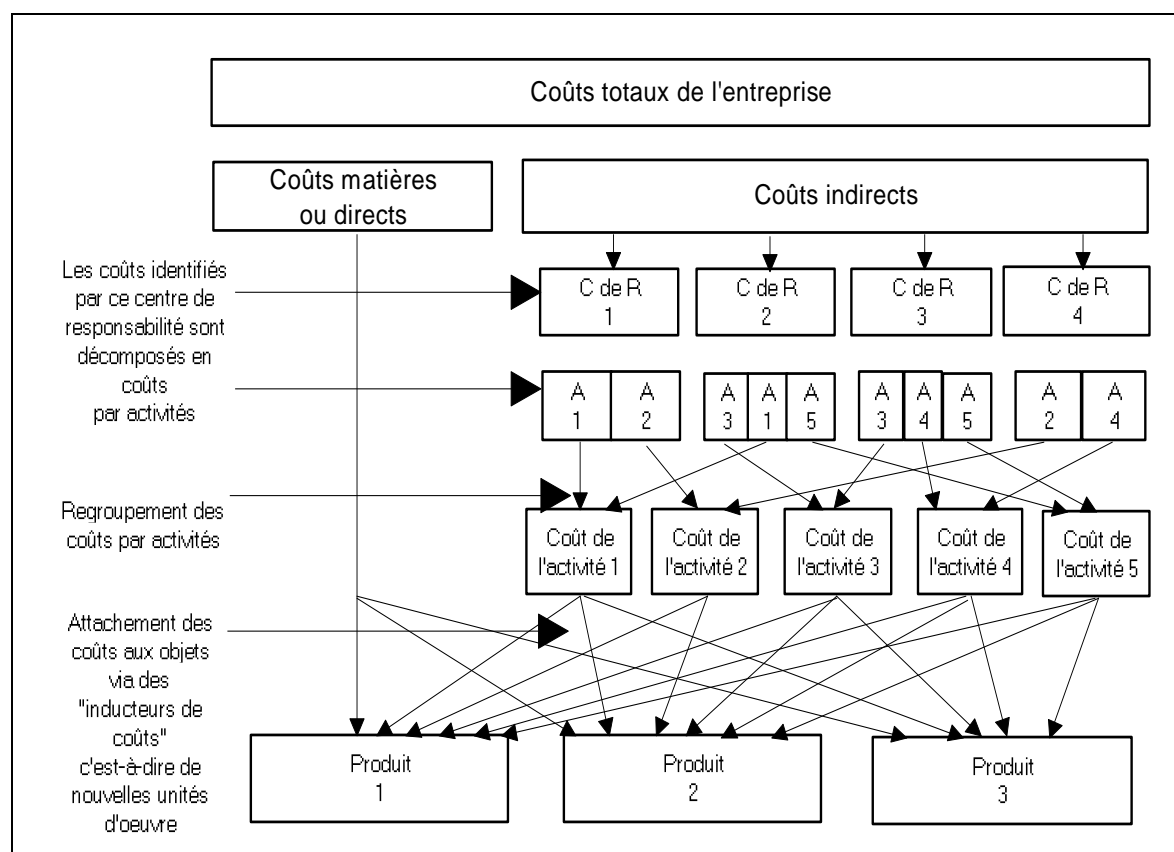 Coûts totaux de l'entreprise
Coûts matières
ou directs
Coûts indirects
Les coûts identifiés
par ce centre de
responsabilité sont
décomposés en
coûts
par activités
C de R
1
C de R
2
C de R
3
C de R
4
A
1
A
2
A
3
A
1
A
5
A
3
A
4
A
5
A
2
A
4
Regroupement des
coûts par activités
Coût de
l'activité 1
Coût de
l'activité 2
Coût de
l'activité 3
Coût de
l'activité 4
Coût de
l'activité 5
Attachement des
coûts aux objets
via des
"inducteurs de
coûts"
c'est-à-dire de
nouvelles unités
d'oeuvre
Produit
1
Produit
2
Produit
3